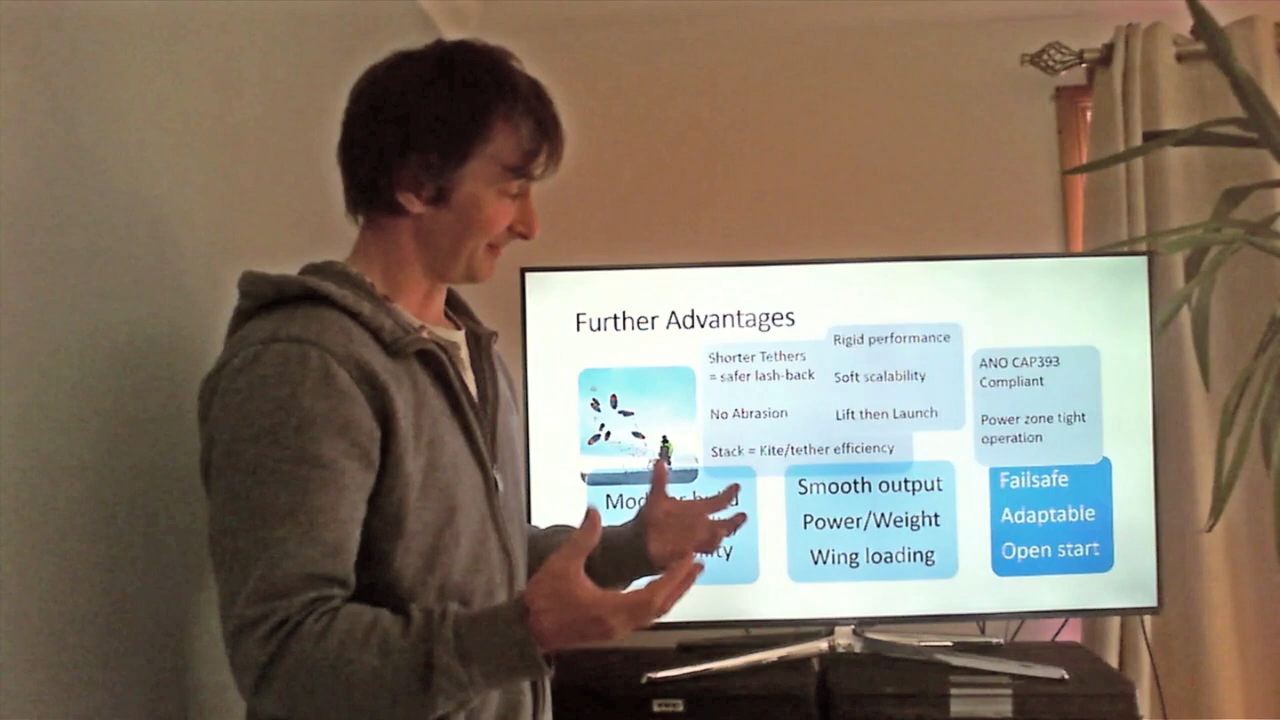 Further Advantages
Shorter Tethers
= safer lash-back
No Abrasion
Stack = Kite/tether efficiency
Rigid performance
Soft scalability
Lift then Launch
ANO CAP393
Compliant
Power zone tight
operation
Smooth output
Power/Weight
Wing loading
Failsafe
Adaptable
Open start